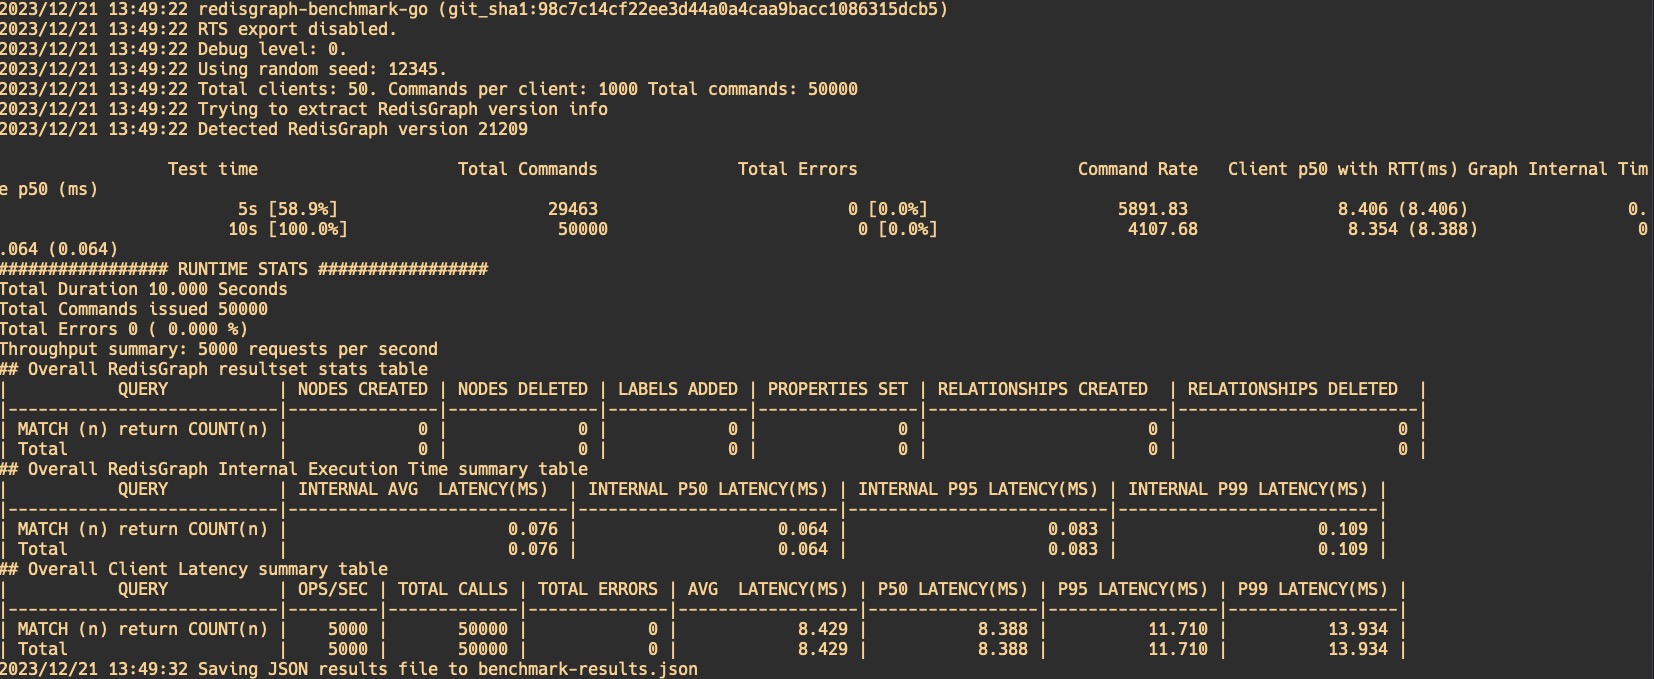 2023/12/21 13:49:22 redisgraph-benchmark-go (git_sha1:98c7c14cf22ee3d44a0a4caa9bacc1086315dcb5)
2023/12/21 13:49:22 RTS export disabled.
2023/12/21 13:49:22 Debug level: 0.
2023/12/21 13:49:22 Using random seed: 12345.
2023/12/21 13:49:22 Total clients: 50. Commands per client: 1000 Total commands: 50000
2023/12/21 13:49:22 Trying to extract RedisGraph version info
2023/12/21 13:49:22 Detected RedisGraph version 21209
Test time Total Commands Total Errors Command Rate Client p50 with RTT(ms) Graph Internal Tim
e p50 (ms)
5s [58.9%] 29463 0 [0.0%] 5891.83 8.406 (8.406) 0.
10s [100.0%] 50000 0 [0.0%] 4107.68 8.354 (8.388) 0
.064 (0.064)
################# RUNTIME STATS #################
Total Duration 10.000 Seconds
Total Commands issued 50000
Total Errors 0 ( 0.000 %)
Throughput summary: 5000 requests per second
## Overall RedisGraph resultset stats table
| QUERY | NODES CREATED | NODES DELETED | LABELS ADDED | PROPERTIES SET | RELATIONSHIPS CREATED | RELATIONSHIPS DELETED |
|---------------------------|---------------|---------------|--------------|----------------|------------------------|------------------------|
| MATCH (n) return COUNT(n) | 0 | 0 | 0 | 0 | 0 | 0 |
| Total | 0 | 0 | 0 | 0 | 0 | 0 |
## Overall RedisGraph Internal Execution Time summary table
| QUERY | INTERNAL AVG LATENCY(MS) | INTERNAL P50 LATENCY(MS) | INTERNAL P95 LATENCY(MS) | INTERNAL P99 LATENCY(MS) |
|---------------------------|----------------------------|--------------------------|--------------------------|--------------------------|
| MATCH (n) return COUNT(n) | 0.076 | 0.064 | 0.083 | 0.109 |
| Total | 0.076 | 0.064 | 0.083 | 0.109 |
## Overall Client Latency summary table
| QUERY | OPS/SEC | TOTAL CALLS | TOTAL ERRORS | AVG LATENCY(MS) | P50 LATENCY(MS) | P95 LATENCY(MS) | P99 LATENCY(MS) |
|---------------------------|---------|-------------|--------------|------------------|-----------------|-----------------|-----------------|
| MATCH (n) return COUNT(n) | 5000 | 50000 | 0 | 8.429 | 8.388 | 11.710 | 13.934 |
| Total | 5000 | 50000 | 0 | 8.429 | 8.388 | 11.710 | 13.934 |
2023/12/21 13:49:32 Saving JSON results file to benchmark-results.json